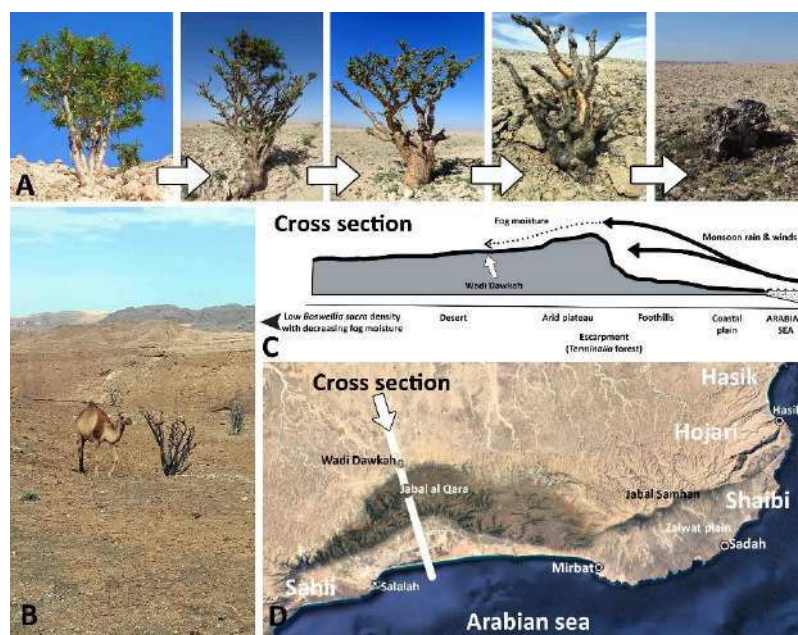 A
B
Cross section
Fog moisture
Monsoon rain & winds
Wadi Dawkah
Low Boswellia sacra density
with decreasing fog moisture
Desert
Arid plateau
Foothills
Coastal
plain
ARABIA
SEA
Escarpment
(Terminalia forest)
C
Cross section
Hasik
Hasik
Hojari
Wadi Dawkah
Jabal al Qara
Jabal Samhan
Shaibi
Zalwat plain
Sadah
Mirbat
Sahli
Salalah
D
Arabian sea